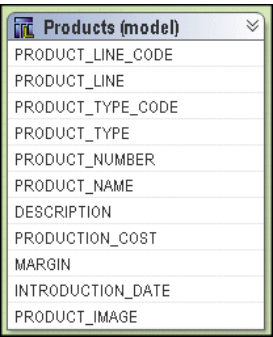 Products (model)
PRODUCT_LINE_CODE
PRODUCT_LINE
PRODUCT_TYPE_CODE
PRODUCT_TYPE
PRODUCT_NUMBER
PRODUCT_NAME
DESCRIPTION
PRODUCTION_COST
MARGIN
INTRODUCTION_DATE
PRODUCT_IMAGE